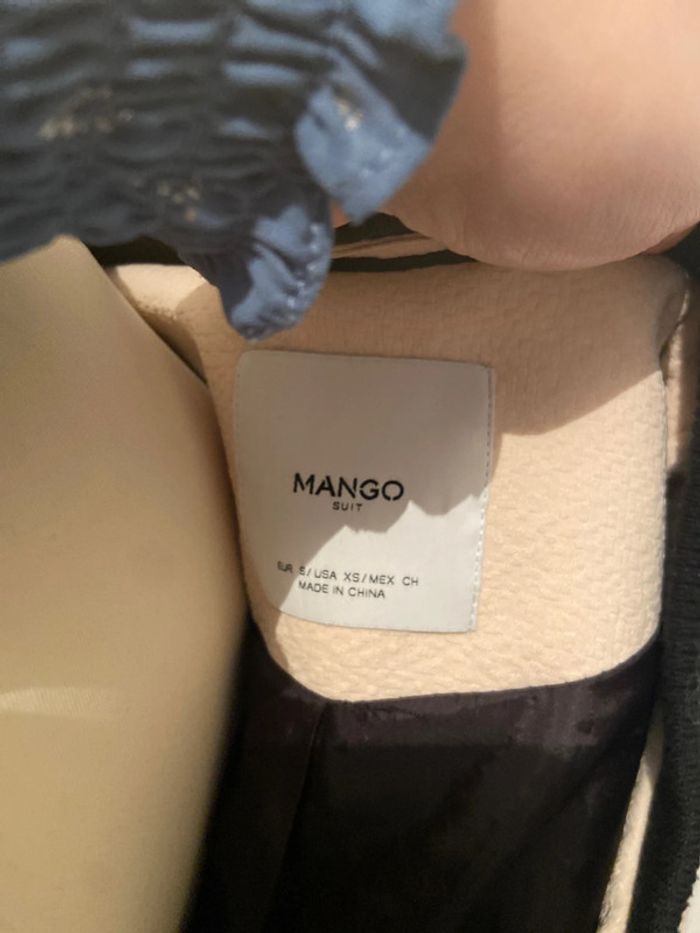 MANGO
SUIT
EUR S/USA XS/MEX CH
MADE IN CHINA